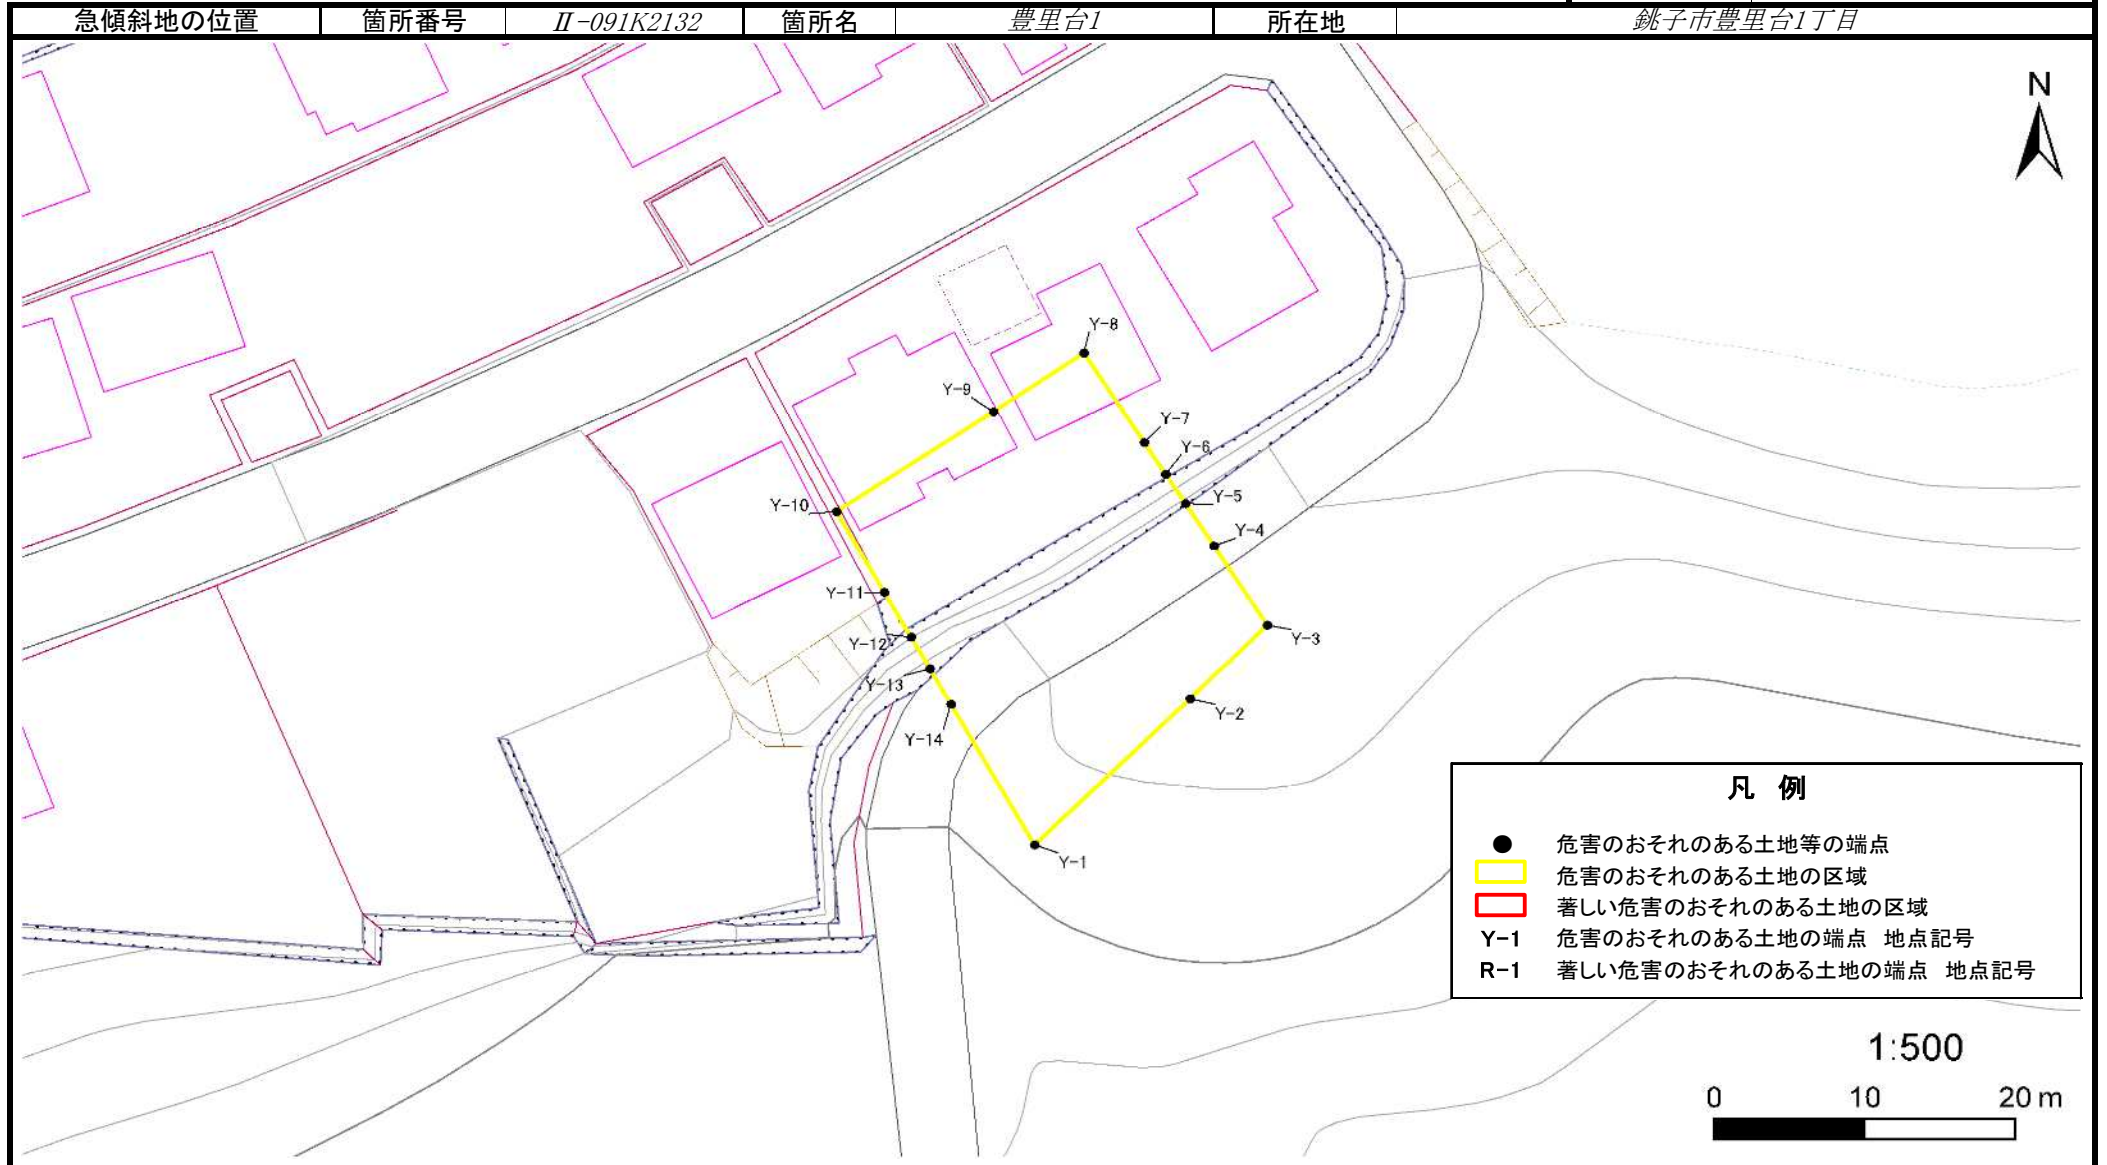 急傾斜地の位置 箇所番号 Ⅱ-091K2132 箇所名 豊里台1 所在地 銚子市豊里台1丁目
N
Y-8
Y-9
Y-7
Y-6
Y-10
Y-5
Y-4
Y-11
Y-3
Y-12
Y-13
Y-2
Y-14
Y-1
凡 例
危害のおそれのある土地等の端点
危害のおそれのある土地の区域
著しい危害のおそれのある土地の区域
Y-1 危害のおそれのある土地の端点 地点記号
R-1 著しい危害のおそれのある土地の端点 地点記号
1:500
0 10 20 m